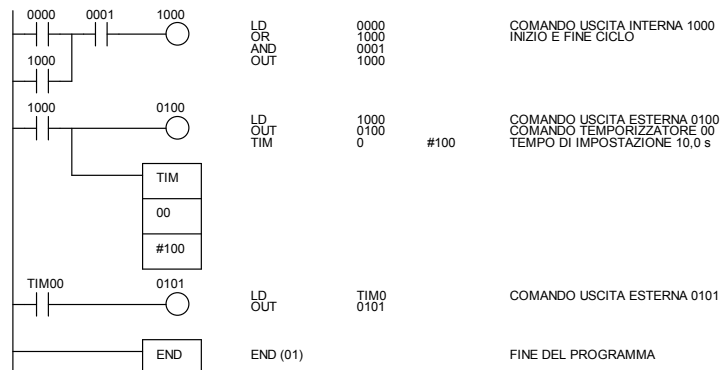 0000 0001 1000
LD 0000 COMANDO USCITA INTERNA 1000
OR 1000 INIZIO E FINE CICLO
AND 0001
OUT 1000
1000
1000 0100
LD 1000 COMANDO USCITA ESTERNA 0100
OUT 0100 COMANDO TEMPORIZZATORE 00
TIM 0 #100 TEMPO DI IMPOSTAZIONE 10,0 s
TIM
00
#100
TIM00 0101
LD TIM0 COMANDO USCITA ESTERNA 0101
OUT 0101
END END (01) FINE DEL PROGRAMMA